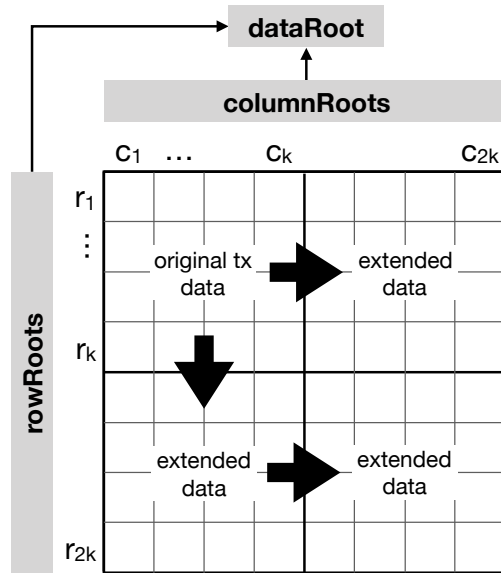 dataRoot
columnRoots
c1 ... ck c2k
rowRoots
r1
...
original tx
data
extended
data
rk
extended
data
extended
data
r2k